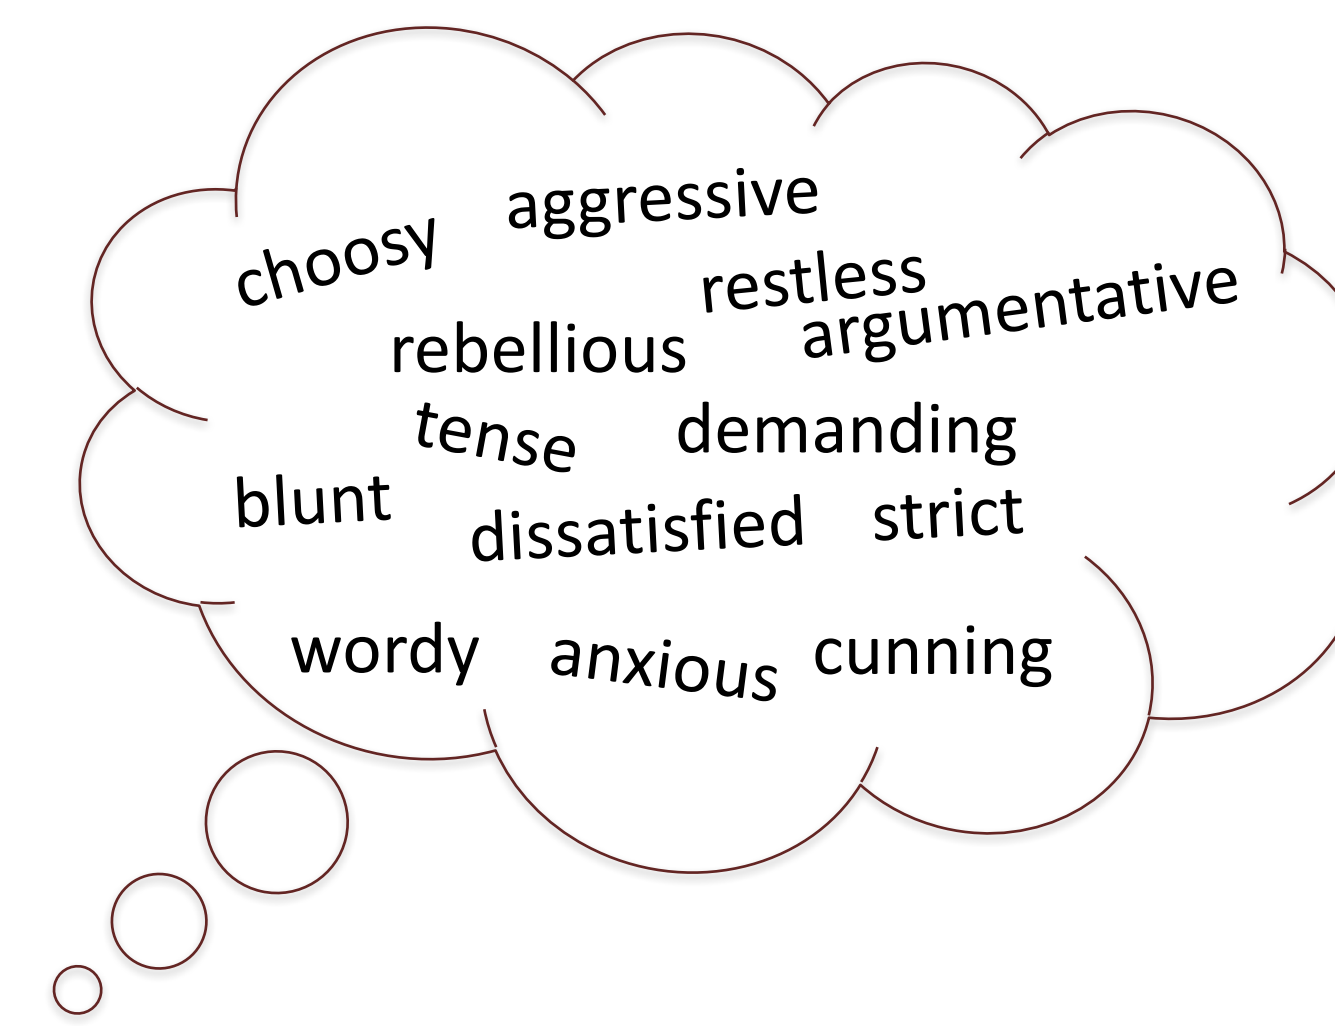 aggressive
choosy
restless
argumentative
rebellious
tense
demanding
blunt
dissatisfied
strict
wordy
anxious
cunning